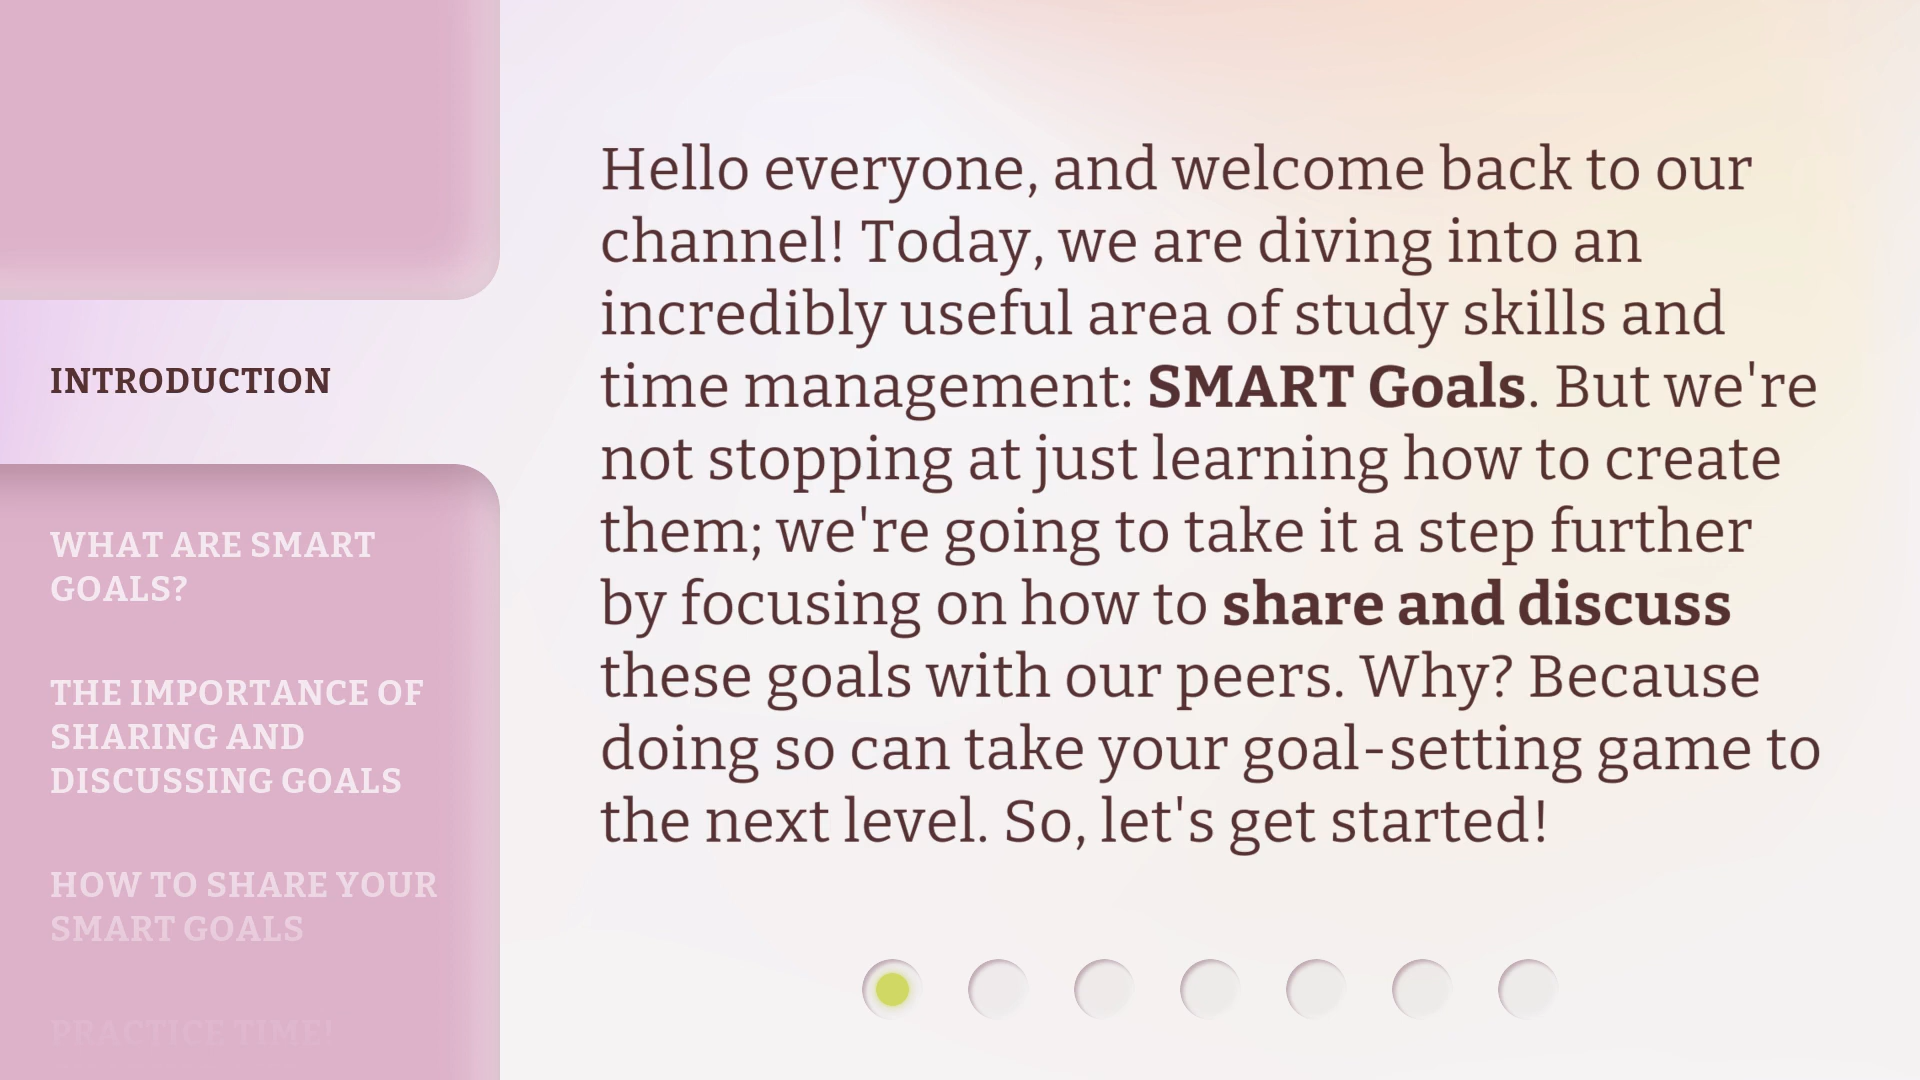 INTRODUCTION
WHAT ARE SMART
GOALS?
THE IMPORTANCE OF
SHARING AND
DISCUSSING GOALS
HOW TO SHARE YOUR
SMART GOALS
PRACTICE TIME!
Hello everyone, and welcome back to our
channel! Today, we are diving into an
incredibly useful area of study skills and
time management: SMART Goals. But we're
not stopping at just learning how to create
them; we're going to take it a step further
by focusing on how to share and discuss
these goals with our peers. Why? Because
doing so can take your goal-setting game to
the next level. So, let's get started!